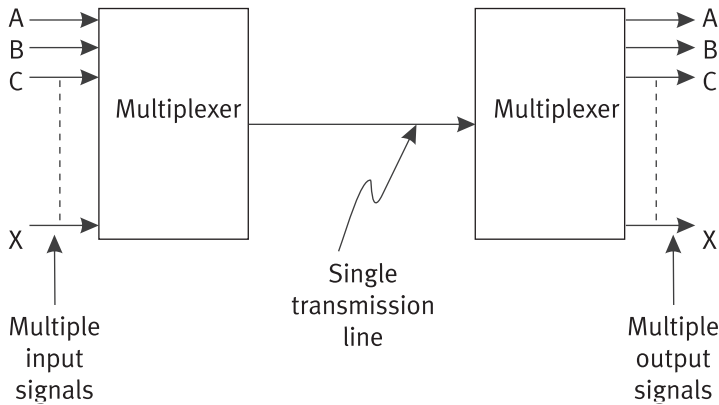 A
B
C
X
Multiplexer
Multiplexer
A
B
C
X
Single
transmission
line
Multiple
input
signals
Multiple
output
signals